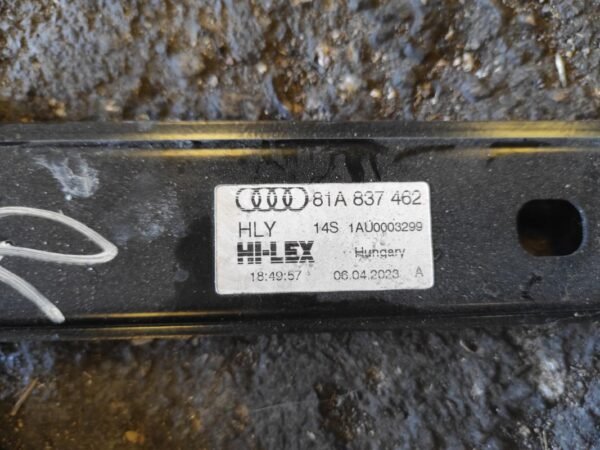 81A 837 462
HLY 14S 1AU0003299
HI-LEX Hungary
18:49:57 06.04.2023 A